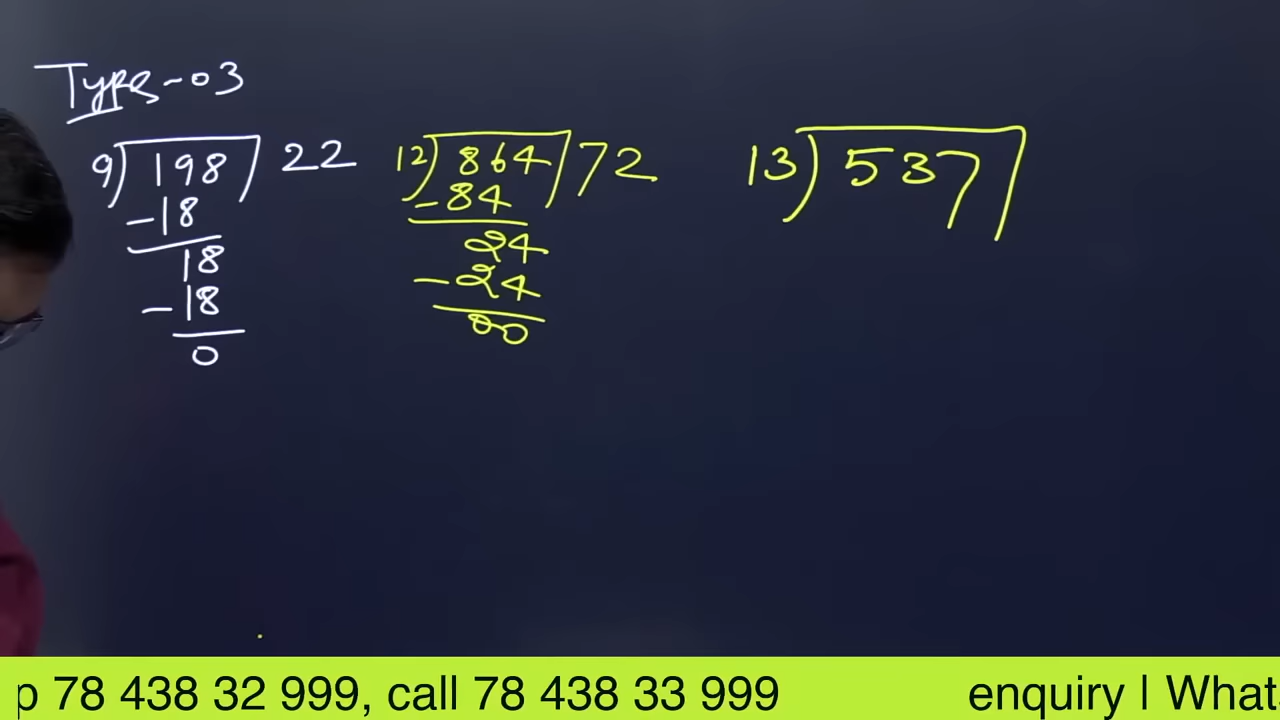 Type-03
9) 198 ) 22
-18
18
-18
0
12) 864 ) 72
-84
24
-24
00
13) 537 )
p 78 438 32 999, call 78 438 33 999 enquiry | What